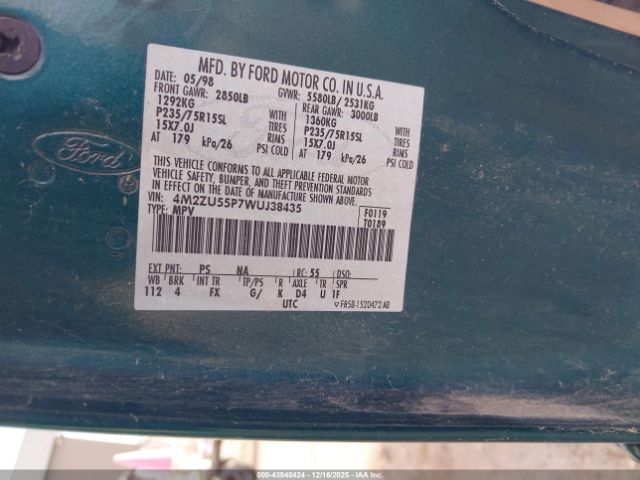 MFD. BY FORD MOTOR CO. IN U.S.A.
DATE: 05/98 GVWR: 5580LB/ 2531KG
FRONT GAWR: 2850LB REAR GAWR: 3000LB
1292KG WITH 1360KG WITH
P235/75R15SL TIRES P235/75R15SL TIRES
15X7.0J RIMS 15X7.0J RIMS
AT 179 kPa/26 PSI COLD AT 179 kPa/26 PSI COLD
THIS VEHICLE CONFORMS TO ALL APPLICABLE FEDERAL MOTOR
VEHICLE SAFETY, BUMPER, AND THEFT PREVENTION STANDARDS
IN EFFECT ON THE DATE OF MANUFACTURE SHOWN ABOVE.
VIN: 4M2ZU55P7WUJ38435 F0119
TYPE: MPV T0189
EXT PNT: PS NA RC: 55 DSO:
WB BRK INT TR TP/PS R AXLE TR SPR
112 4 FX G/ K D4 U 1F
UTC F85B-1520472-AB
Ford
000-43948424 - 12/16/2025 - IAAI.COM